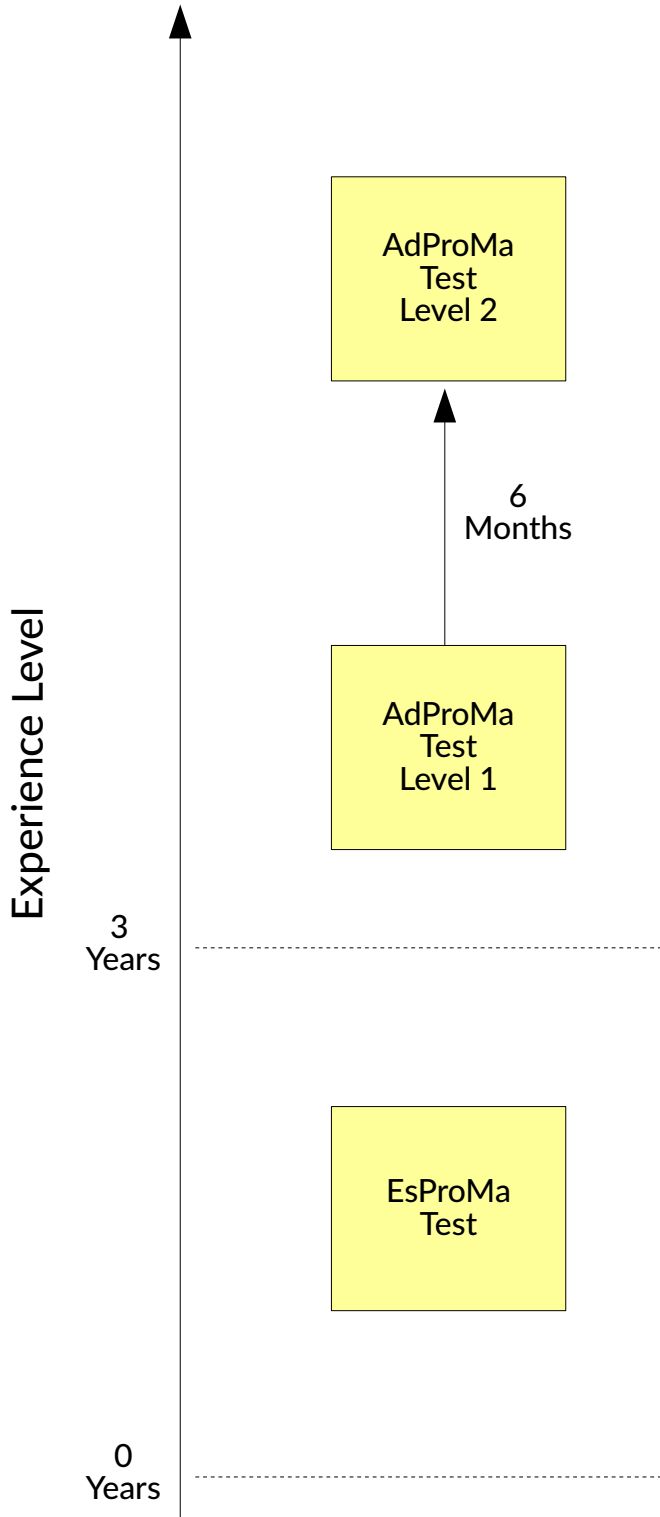 AdProMa
Test
Level 2
6
Months
Experience Level
AdProMa
Test
Level 1
3
Years
EsProMa
Test
0
Years